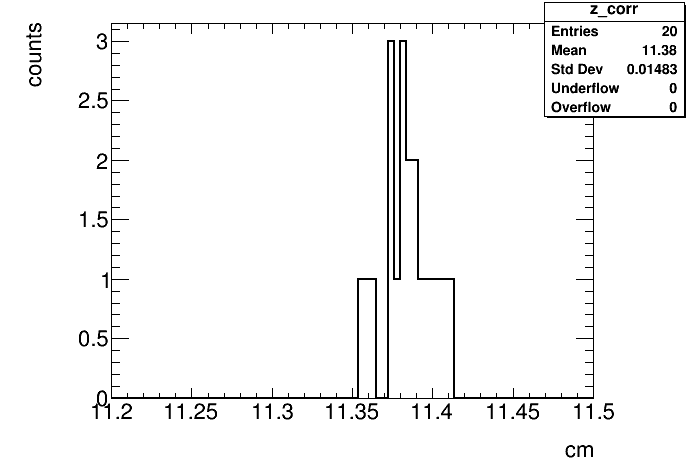 z_corr
Entries 20
Mean 11.38
Std Dev 0.01483
Underflow 0
Overflow 0
counts
3
2.5
2
1.5
1
0.5
0
11.2 11.25 11.3 11.35 11.4 11.45 11.5
cm